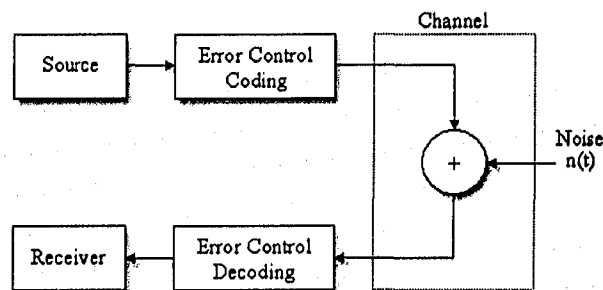 Channel
Source
Error Control
Coding
+
Noise
n(t)
Receiver
Error Control
Decoding